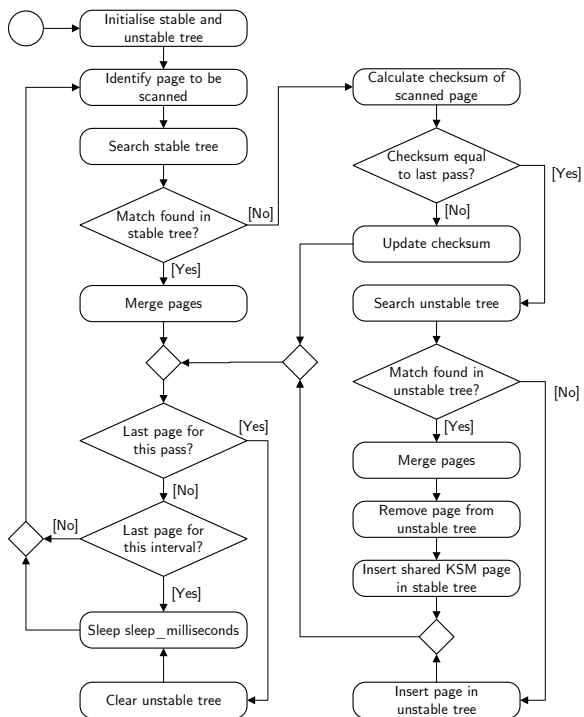 Initialise stable and
unstable tree
Identify page to be
scanned
Search stable tree
Match found in
stable tree?
[No]
[Yes]
Merge pages
Last page for
this pass?
[Yes]
[No]
Last page for
this interval?
[No]
[Yes]
Sleep sleep_milliseconds
Clear unstable tree
Calculate checksum of
scanned page
Checksum equal
to last pass?
[Yes]
[No]
Update checksum
Search unstable tree
Match found in
unstable tree?
[No]
[Yes]
Merge pages
Remove page from
unstable tree
Insert shared KSM page
in stable tree
Insert page in
unstable tree